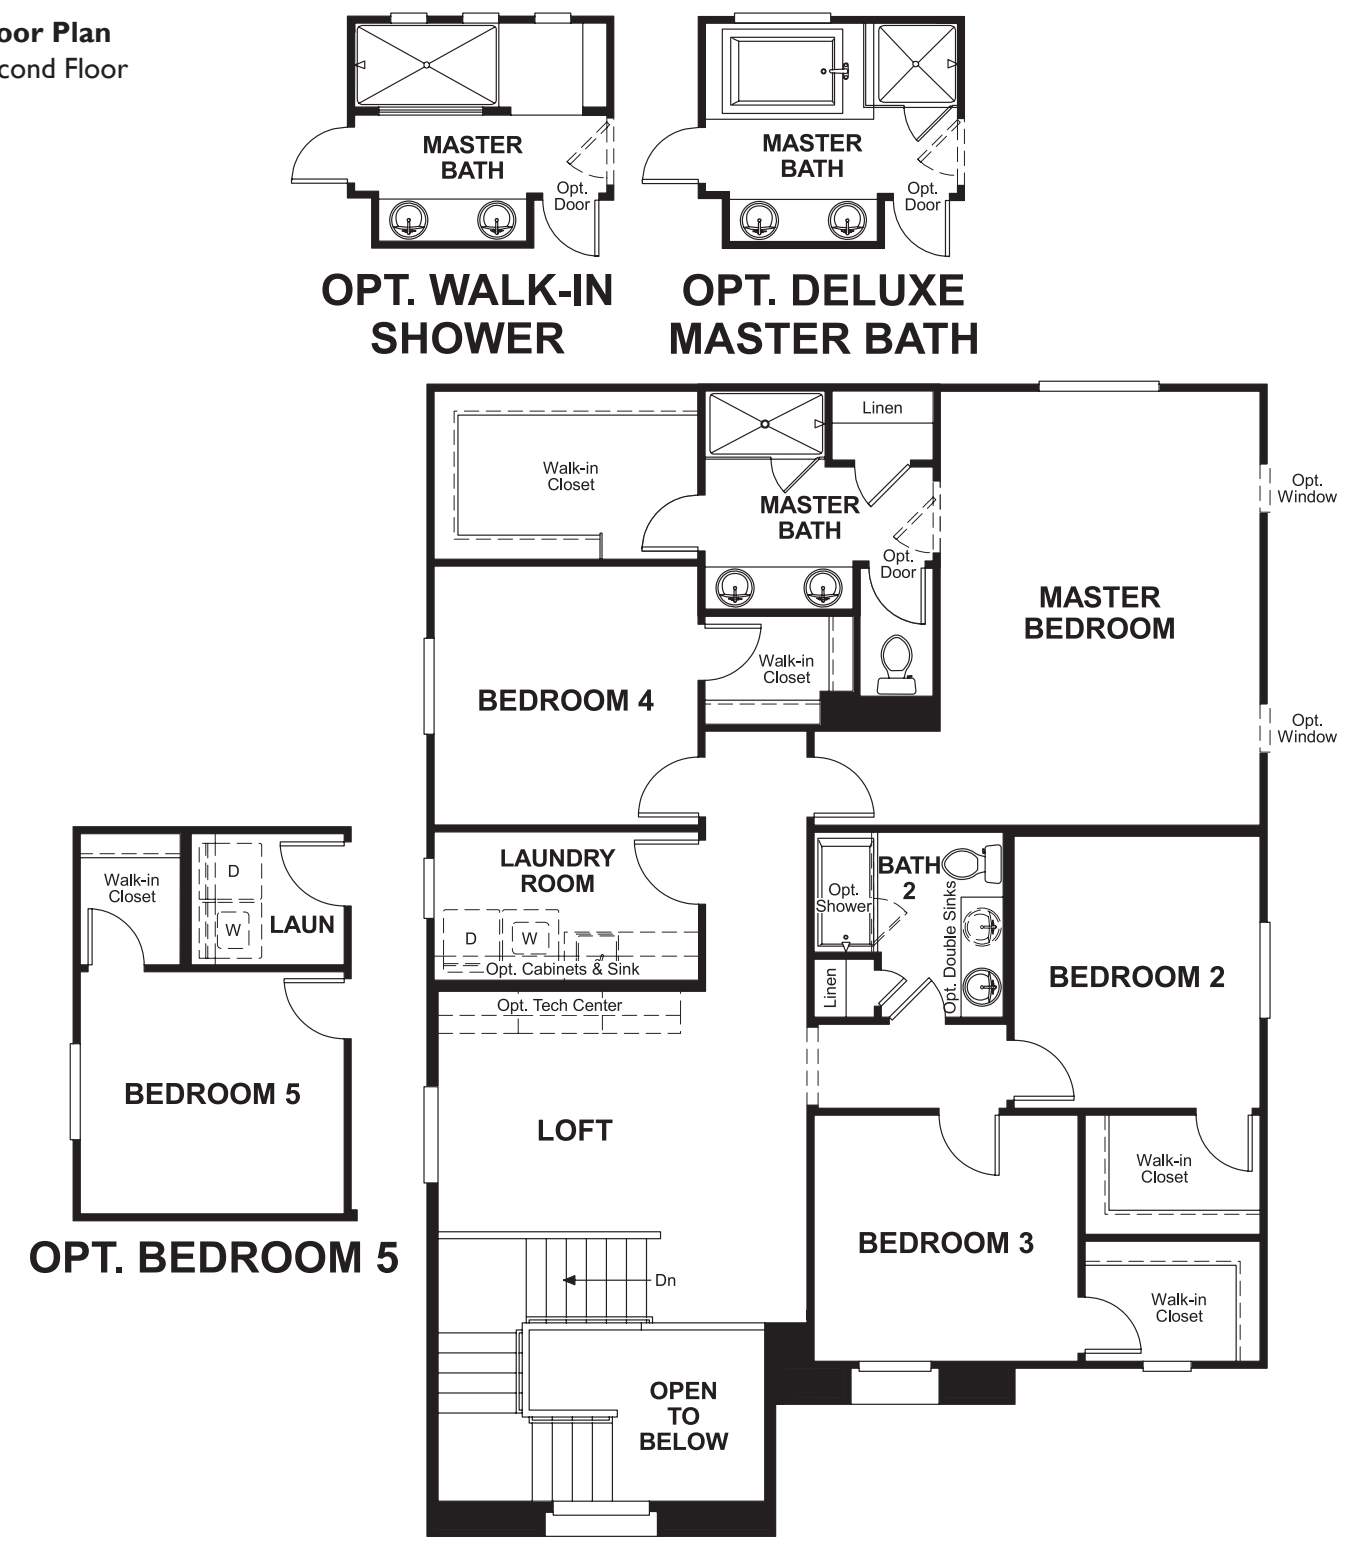 oor Plan
cond Floor
MASTER
BATH
Opt.
Door
OPT. WALK-IN
SHOWER
MASTER
BATH
Opt.
Door
OPT. DELUXE
MASTER BATH
Walk-in
Closet
Linen
MASTER
BATH
Opt.
Door
Opt.
Window
MASTER
BEDROOM
BEDROOM 4
Walk-in
Closet
Opt.
Window
LAUNDRY
ROOM
D
W
Opt. Cabinets & Sink
Opt. Tech Center
BATH
2
Opt.
Shower
Opt. Double Sinks
Linen
BEDROOM 2
Walk-in
Closet
D
W
LAUN
BEDROOM 5
OPT. BEDROOM 5
LOFT
Walk-in
Closet
BEDROOM 3
Dn
Walk-in
Closet
OPEN
TO
BELOW